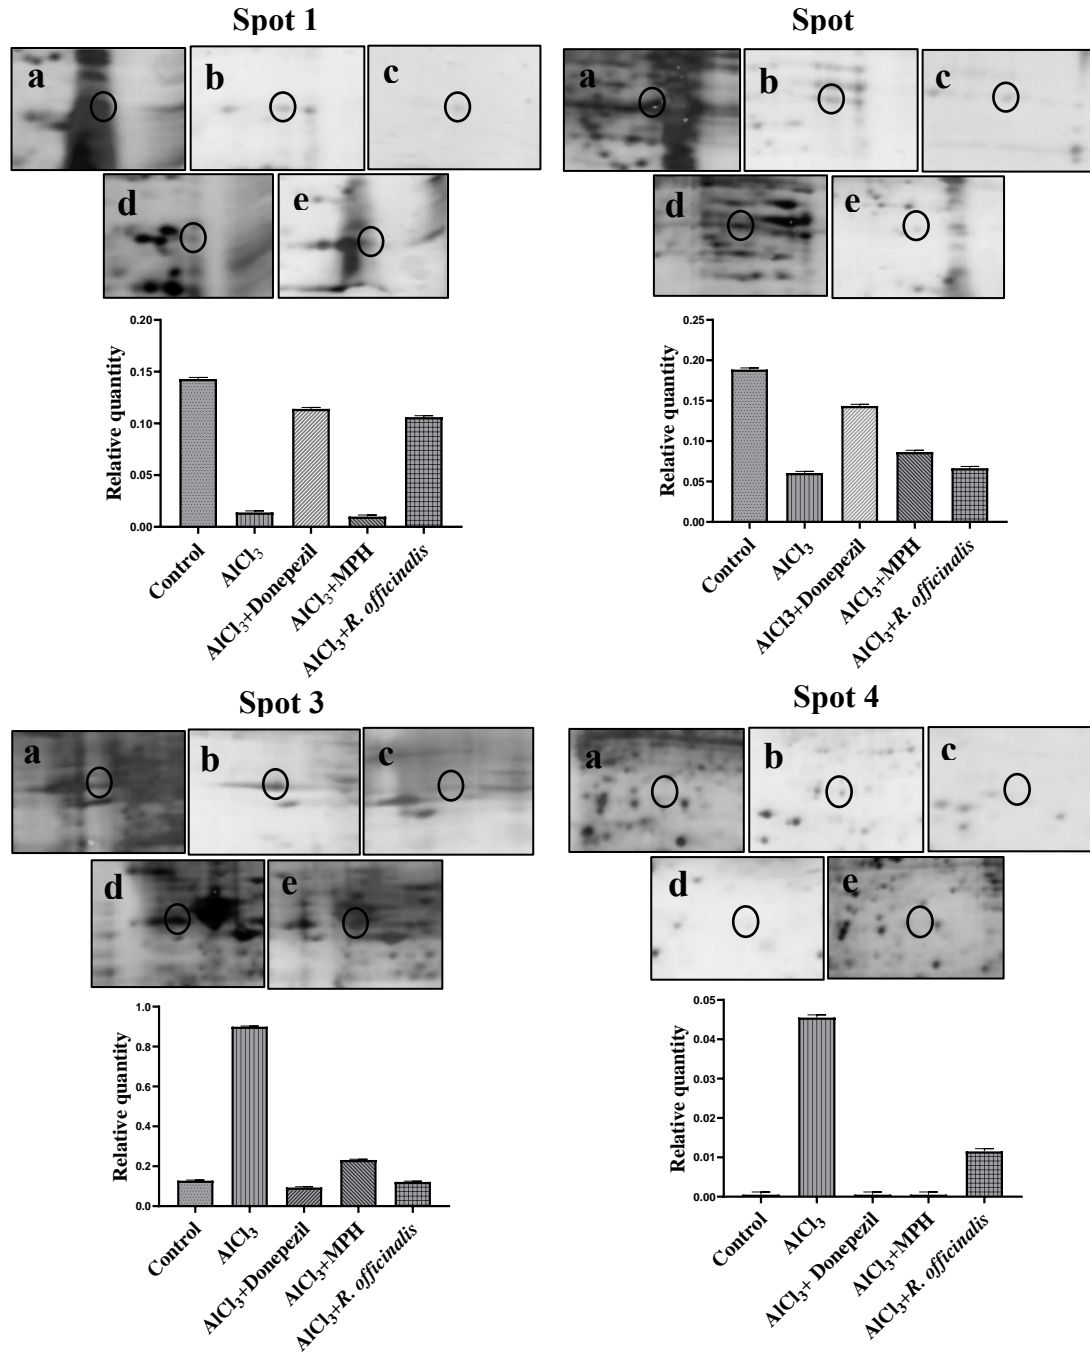 Spot 1
a
b
c
d
e
Relative quantity
0.20
0.15
0.10
0.05
0.00
Control
AlCl₃
AlCl₃+Donepezil
AlCl₃+MPH
AlCl₃+R. officinalis
Spot
a
b
c
d
e
Relative quantity
0.25
0.20
0.15
0.10
0.05
0.00
Control
AlCl₃
AlCl3+Donepezil
AlCl₃+MPH
AlCl₃+R. officinalis
Spot 3
a
b
c
d
e
Relative quantity
1.0
0.8
0.6
0.4
0.2
0.0
Control
AlCl₃
AlCl₃+Donepezil
AlCl₃+MPH
AlCl₃+R. officinalis
Spot 4
a
b
c
d
e
Relative quantity
0.05
0.04
0.03
0.02
0.01
0.00
Control
AlCl₃
AlCl₃+ Donepezil
AlCl₃+MPH
AlCl₃+R. officinalis